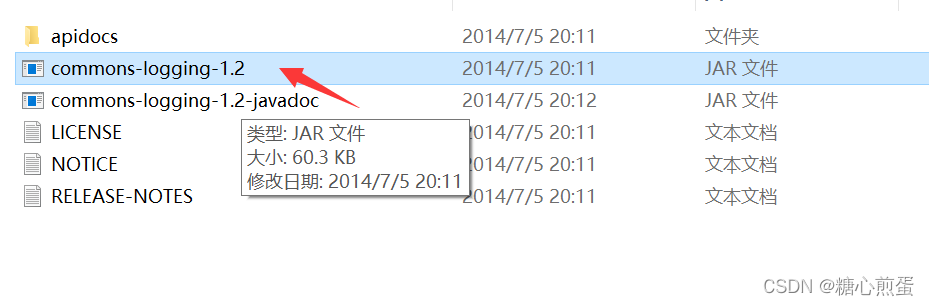 apidocs 2014/7/5 20:11 文件夹
commons-logging-1.2 2014/7/5 20:11 JAR 文件
commons-logging-1.2-javadoc 2014/7/5 20:12 JAR 文件
LICENSE 2014/7/5 20:11 文本文档
NOTICE 2014/7/5 20:11 文本文档
RELEASE-NOTES 2014/7/5 20:11 文本文档
类型: JAR 文件
大小: 60.3 KB
修改日期: 2014/7/5 20:11
CSDN @糖心煎蛋